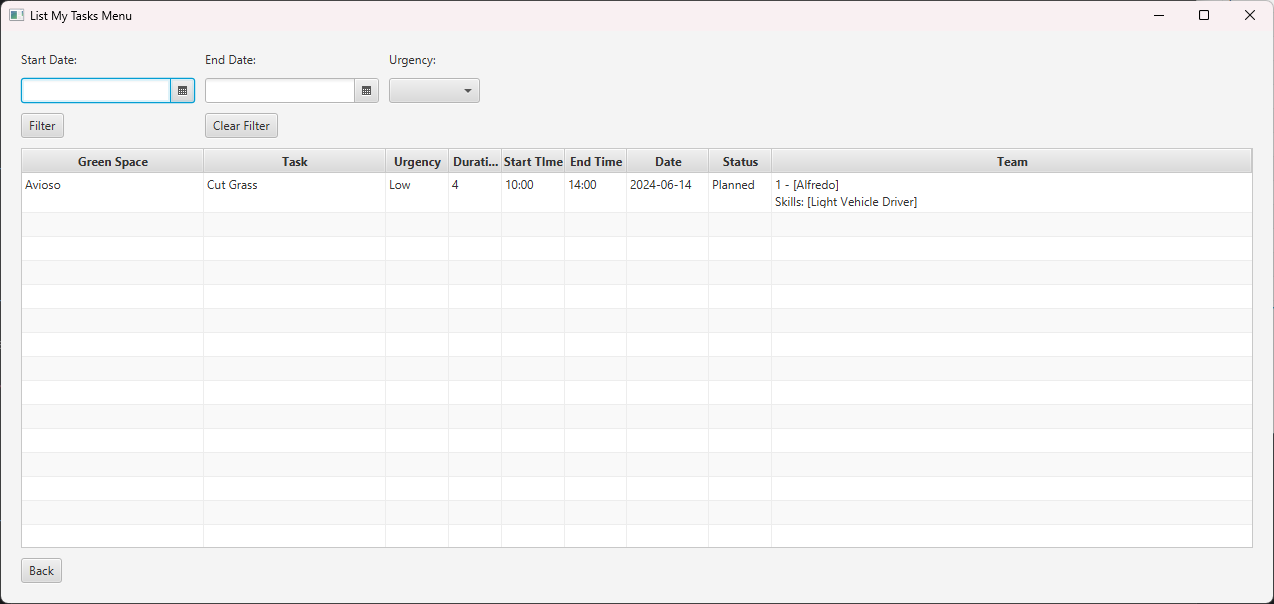 List My Tasks Menu
Start Date: End Date: Urgency:
Filter Clear Filter
Green Space Task Urgency Durati... Start TIme End Time Date Status Team
Avioso Cut Grass Low 4 10:00 14:00 2024-06-14 Planned 1 - [Alfredo]
Skills: [Light Vehicle Driver]
Back